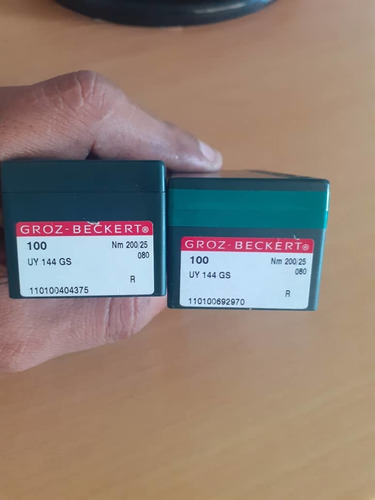 GROZ-BECKERT®
100 Nm 200/25
080
UY 144 GS
R
110100404375
GROZ-BECKERT®
100 Nm 200/25
080
UY 144 GS
R
110100692970